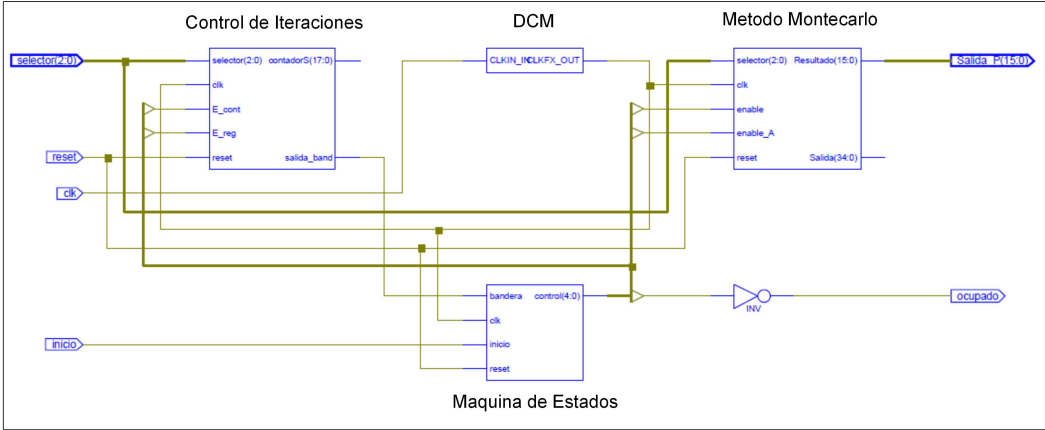 Control de Iteraciones
DCM
Metodo Montecarlo
selector(2:0)
selector(2:0) contadorS(17:0)
CLKIN_IN CLKFX_OUT
selector(2:0) Resultado(15:0)
Salida_P(15:0)
clk
clk
E_cont
enable
E_reg
enable_A
reset
reset salida_band
reset Salida(34:0)
clk
bandera control(4:0)
ocupado
INV
clk
inicio
inicio
reset
Maquina de Estados